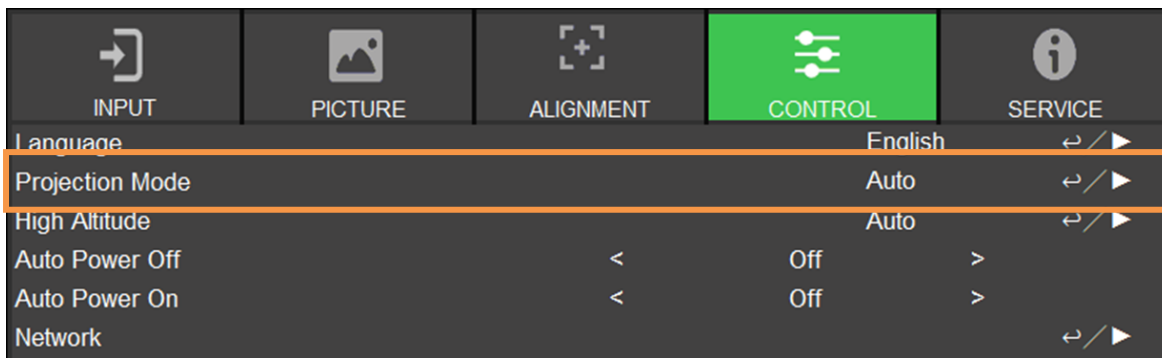 INPUT PICTURE ALIGNMENT CONTROL SERVICE
Language English
Projection Mode Auto
High Altitude Auto
Auto Power Off < Off >
Auto Power On < Off >
Network